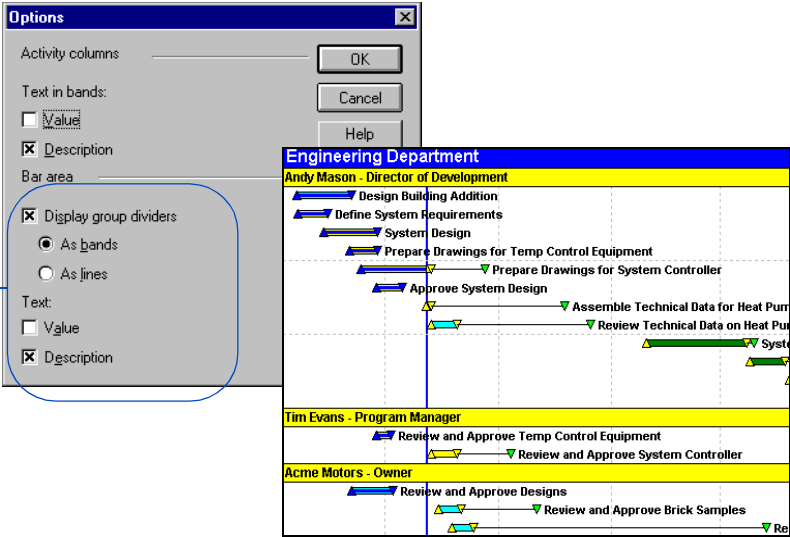 Options
Activity columns
OK
Text in bands:
Cancel
Value
Help
Description
Bar area
Display group dividers
As bands
As lines
Text:
Value
Description
Engineering Department
Andy Mason - Director of Development
Design Building Addition
Define System Requirements
System Design
Prepare Drawings for Temp Control Equipment
Prepare Drawings for System Controller
Approve System Design
Assemble Technical Data for Heat Pum
Review Technical Data on Heat Pu
Syste
Tim Evans - Program Manager
Review and Approve Temp Control Equipment
Review and Approve System Controller
Acme Motors - Owner
Review and Approve Designs
Review and Approve Brick Samples
Re